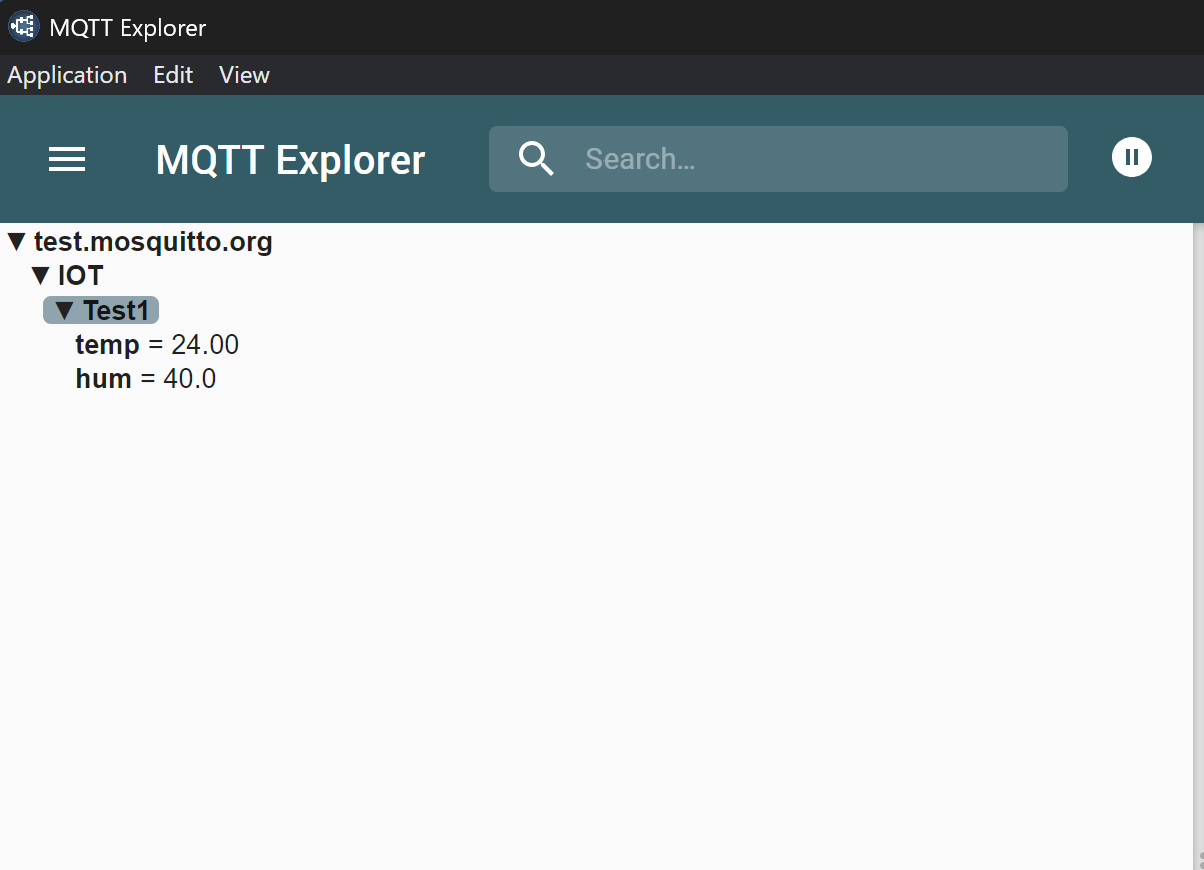 MQTT Explorer
Application Edit View
MQTT Explorer Search...
▼ test.mosquitto.org
▼ IOT
▼ Test1
temp = 24.00
hum = 40.0